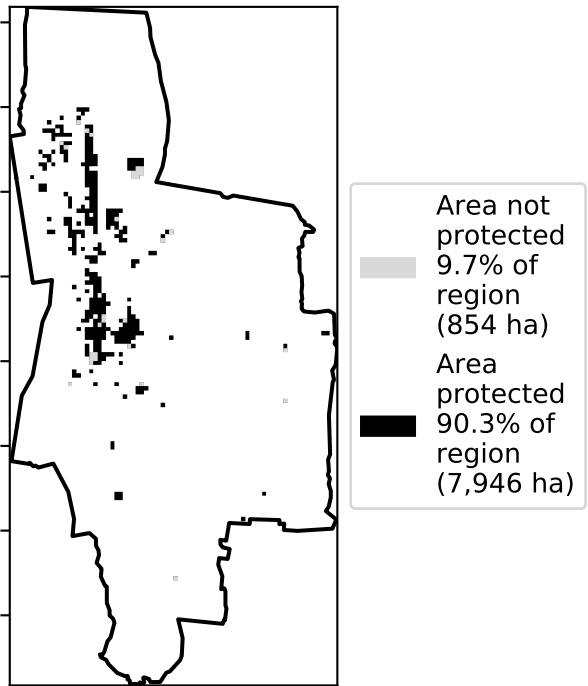 Area not
protected
9.7% of
region
(854 ha)
Area
protected
90.3% of
region
(7,946 ha)